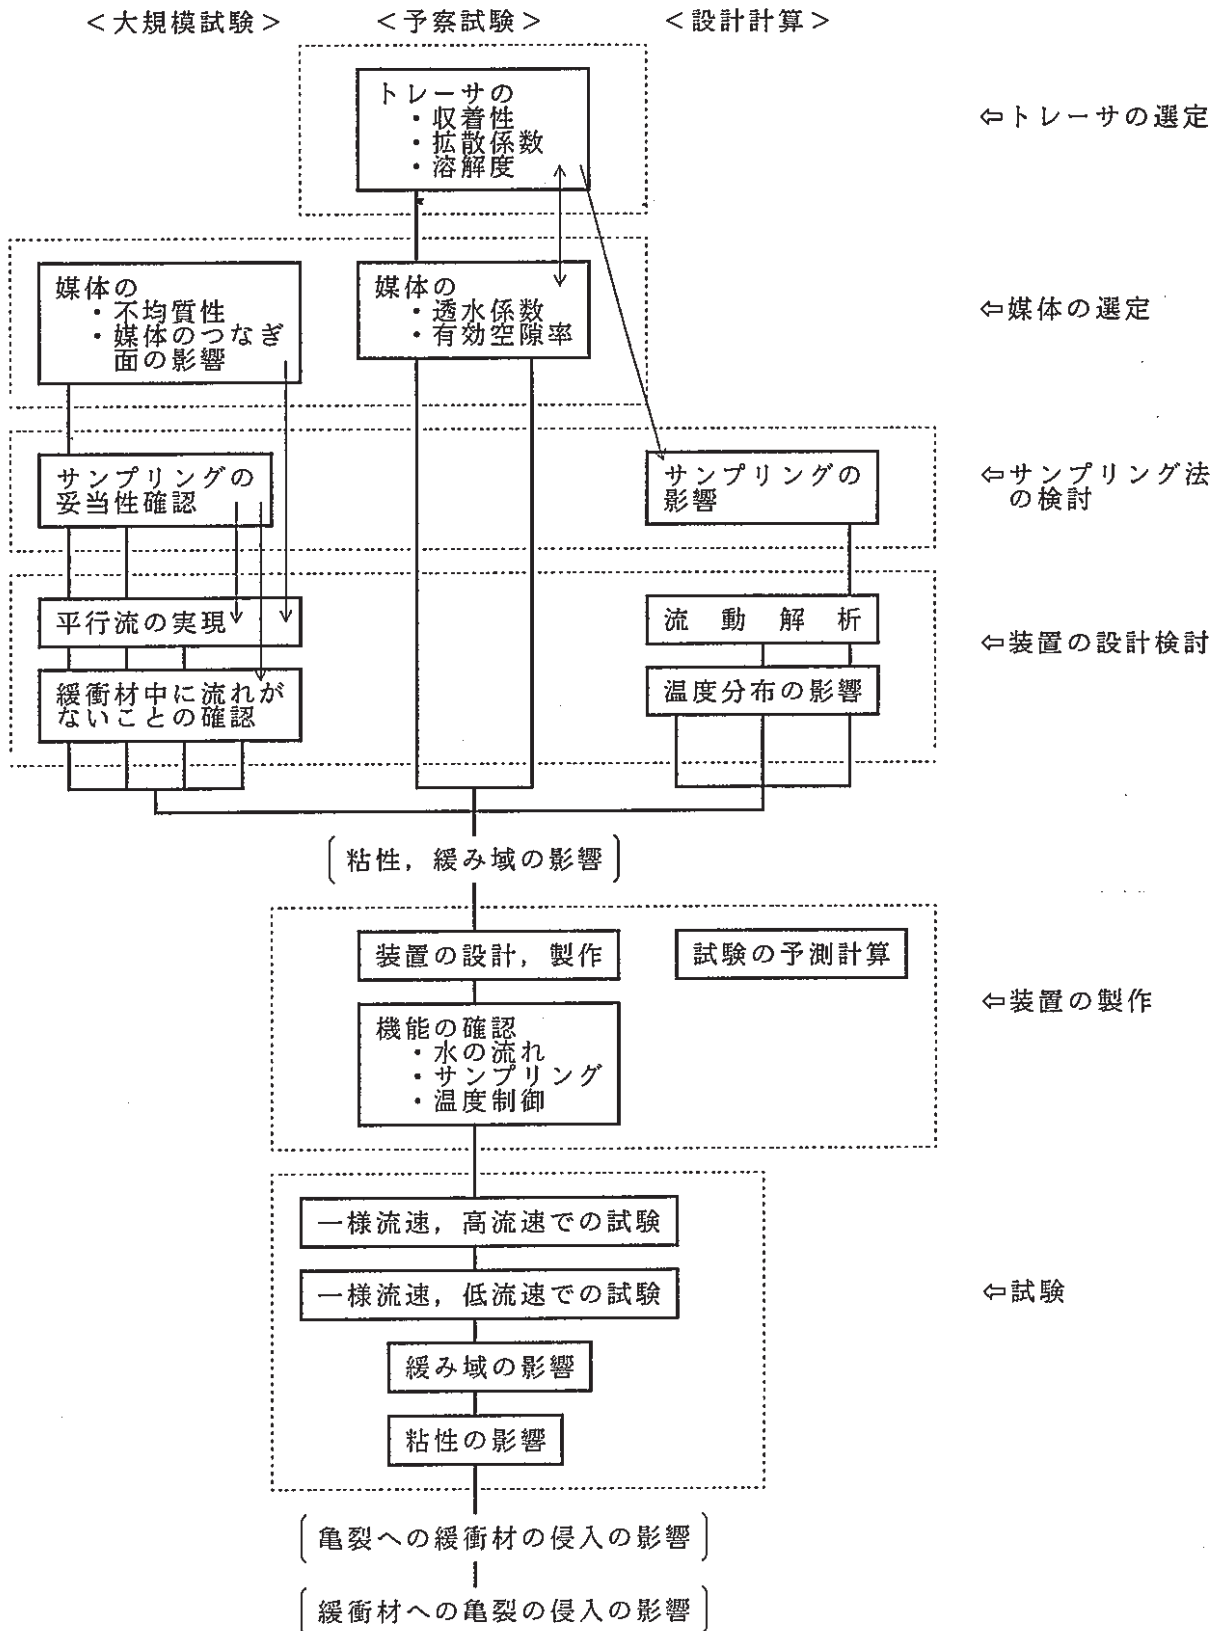 ＜大規模試験＞　＜予察試験＞　＜設計計算＞
トレーサの
・収着性
・拡散係数
・溶解度
⇦トレーサの選定
媒体の
・不均質性
・媒体のつなぎ
面の影響
媒体の
・透水係数
・有効空隙率
⇦媒体の選定
サンプリングの
妥当性確認
サンプリングの
影響
⇦サンプリング法
の検討
平行流の実現
流動解析
緩衝材中に流れが
ないことの確認
温度分布の影響
⇦装置の設計検討
〔粘性，緩み域の影響〕
装置の設計，製作
試験の予測計算
機能の確認
・水の流れ
・サンプリング
・温度制御
⇦装置の製作
一様流速，高流速での試験
一様流速，低流速での試験
緩み域の影響
粘性の影響
⇦試験
〔亀裂への緩衝材の侵入の影響〕
〔緩衝材への亀裂の侵入の影響〕